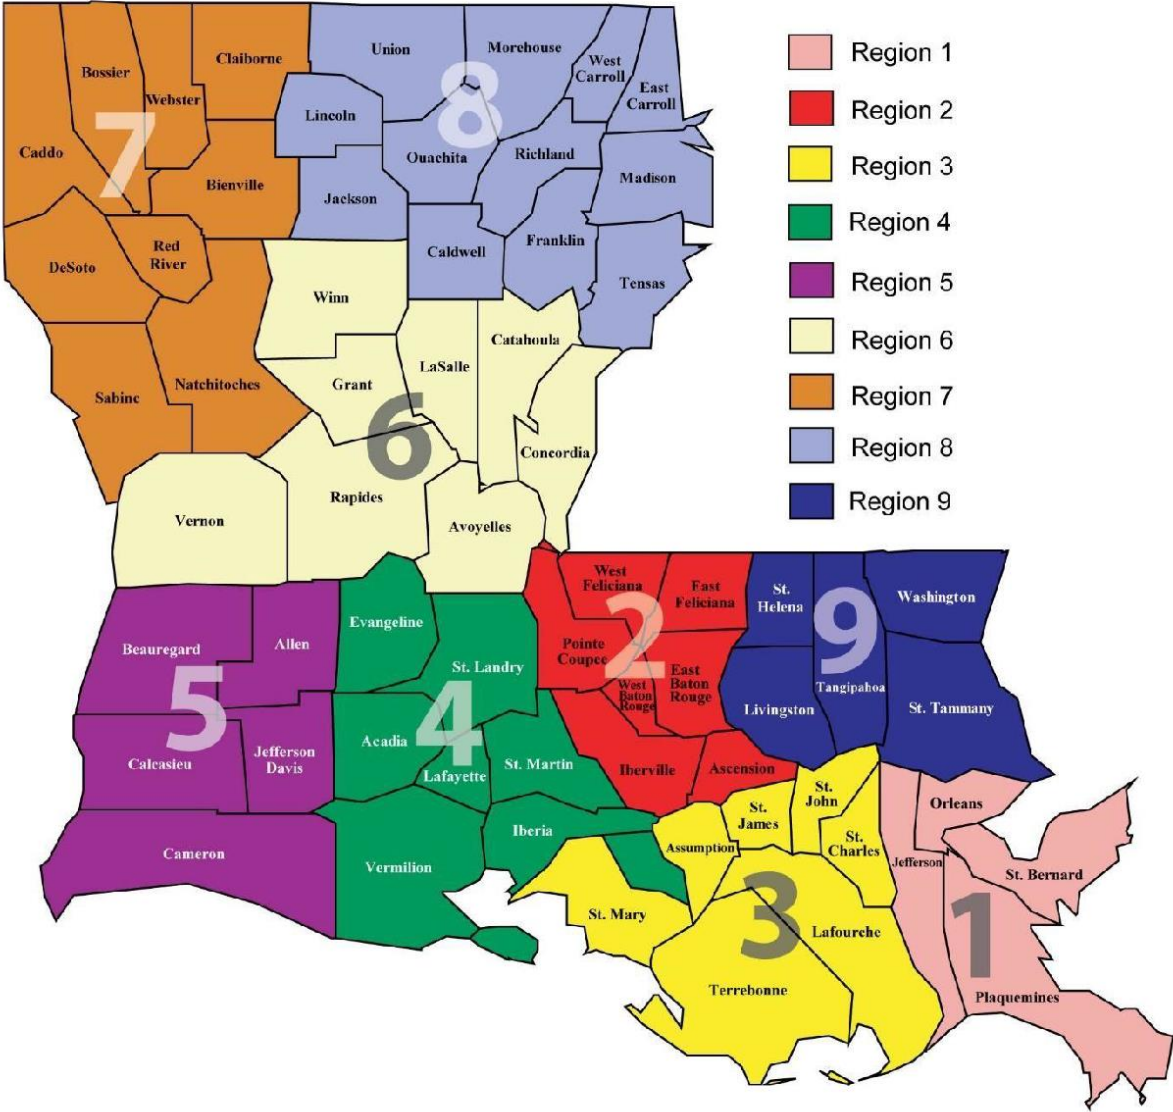 Union
Morehouse
Claiborne
Bossier
West
Carroll
East
Carroll
Webster
8
Lincoln
7
Caddo
Ouachita
Richland
Madison
Bienville
Jackson
Red
River
DeSoto
Caldwell
Franklin
Tensas
Winn
Catahoula
LaSalle
Natchitoches
Grant
Sabine
6
Concordia
Rapides
Vernon
Avoyelles
Region 1
Region 2
Region 3
Region 4
Region 5
Region 6
Region 7
Region 8
Region 9
West
Feliciana
East
Feliciana
St.
Helena
Washington
Evangeline
2
9
Beauregard
Allen
Pointe
Coupee
St. Landry
East
Baton
Rouge
West
Baton
Rouge
Tangipahoa
5
4
Livingston
St. Tammany
Acadia
Jefferson
Davis
Calcasieu
Lafayette
St. Martin
Iberville
Ascension
St.
John
Orleans
St.
James
Iberia
St.
Charles
Assumption
Cameron
Vermilion
Jefferson
St. Bernard
St. Mary
3
1
Lafourche
Terrebonne
Plaquemines